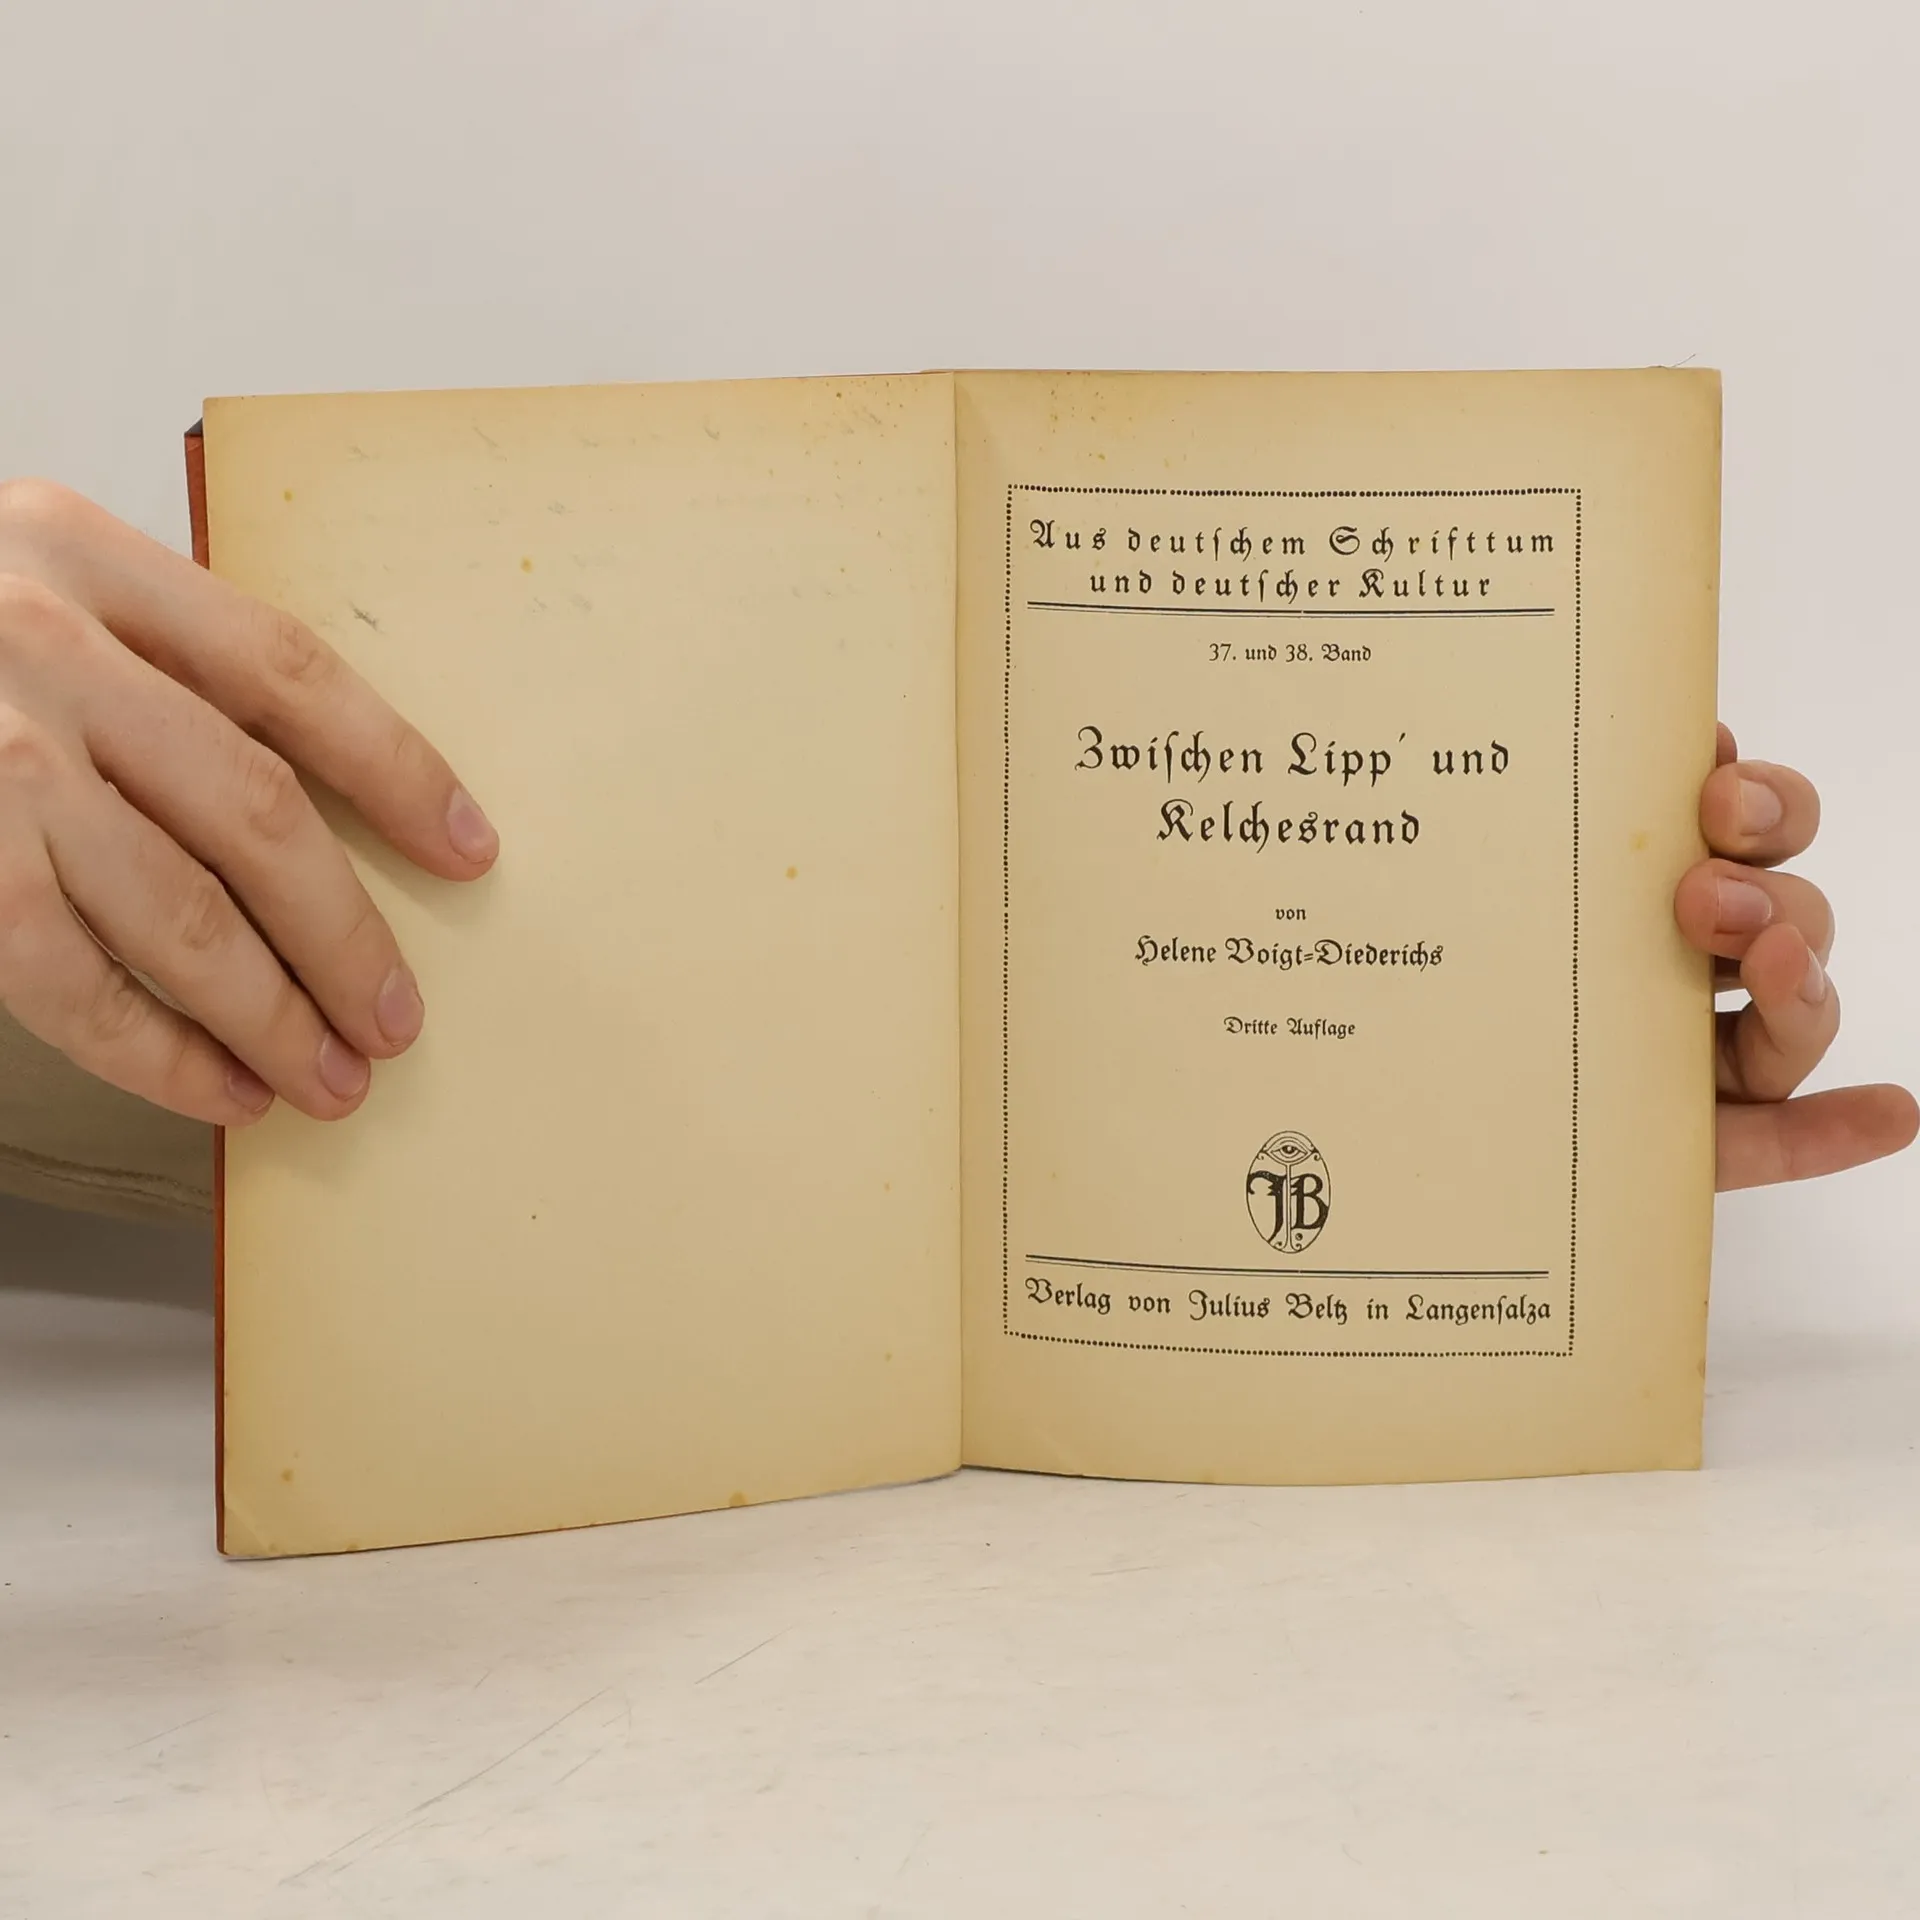 Aus deutſchem Schrifttum
und deutſcher Kultur
37. und 38. Band
Zwiſchen Lipp' und
Kelchesrand
von
Helene Voigt=Diederichs
Dritte Auflage
JB
Verlag von Julius Beltz in Langenſalza